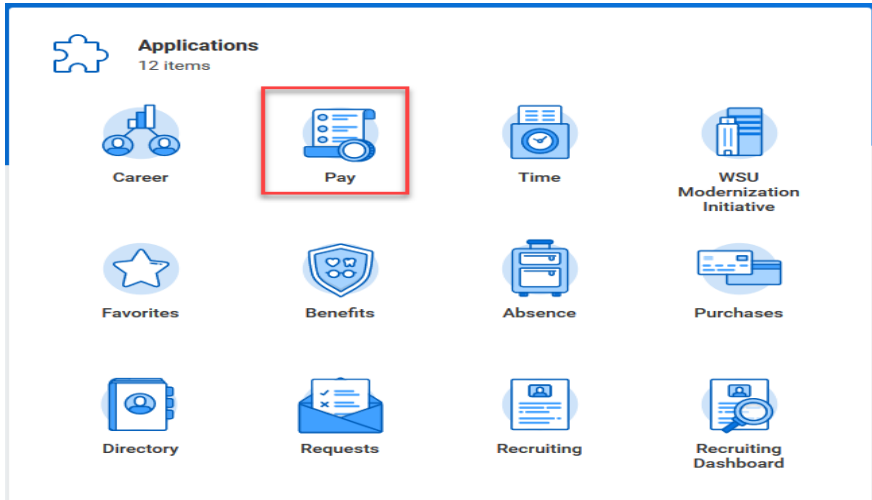 Applications
12 items
Career
Pay
Time
WSU
Modernization
Initiative
Favorites
Benefits
Absence
Purchases
Directory
Requests
Recruiting
Recruiting
Dashboard